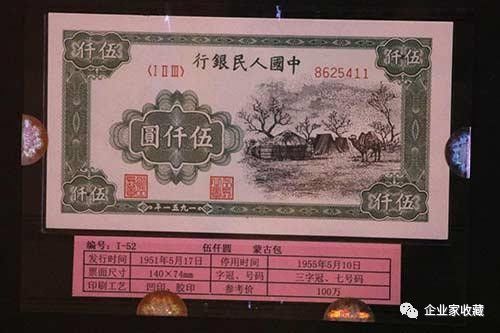 伍仟
伍仟
行銀民人國中
〈ⅠⅡⅢ〉
8625411
圓仟伍
年一五九一
伍仟
伍仟
编号：Ⅰ-52 伍仟圆 蒙古包
发行时间 1951年5月17日 停用时间 1955年5月10日
票面尺寸 140×74mm 字冠、号码 三字冠、七号码
印刷工艺 凹印、胶印 参考价 100万
企业家收藏